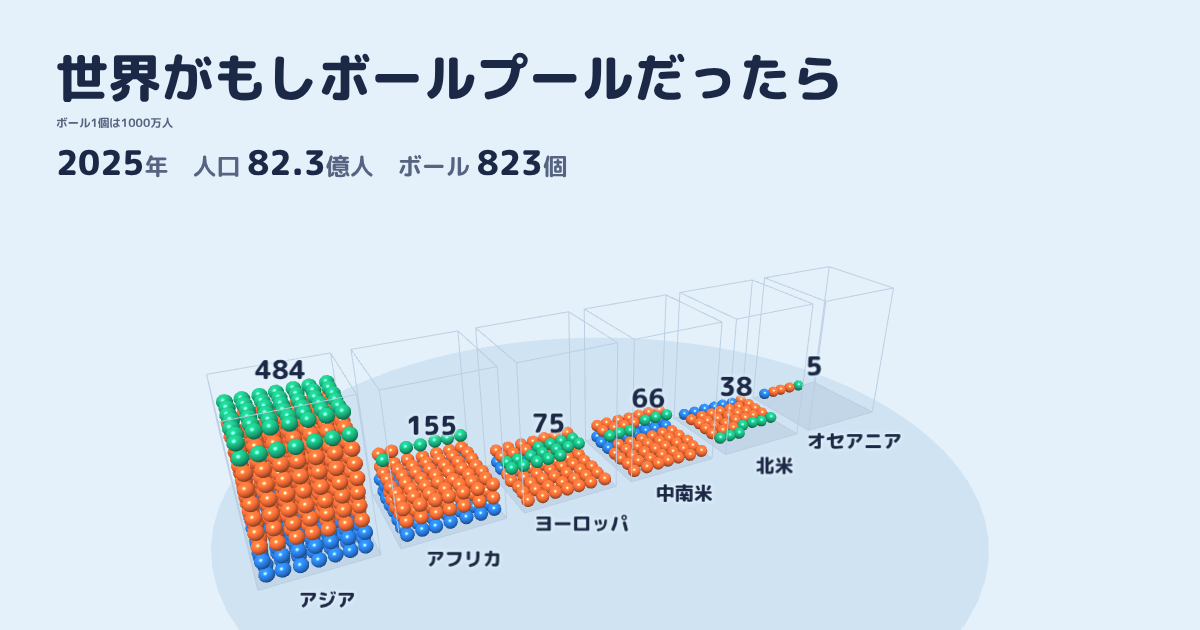 世界がもしボールプールだったら
ボール1個は1000万人
2025年 人口 82.3億人 ボール 823個
484
155
75
66
38
5
オセアニア
北米
中南米
ヨーロッパ
アフリカ
アジア